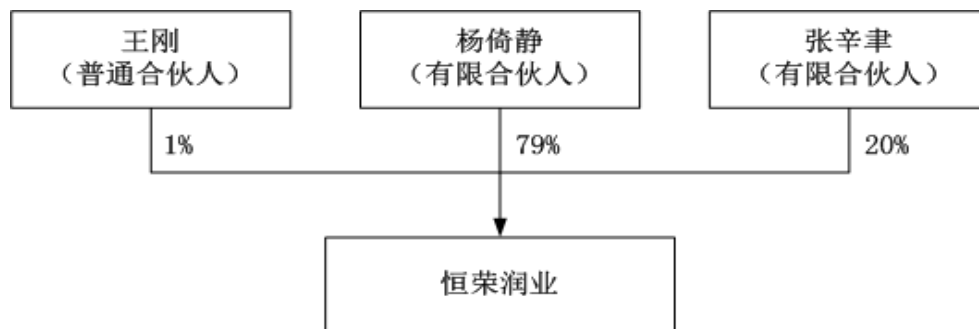 王刚
（普通合伙人）
杨倚静
（有限合伙人）
张辛聿
（有限合伙人）
1%
79%
20%
恒荣润业